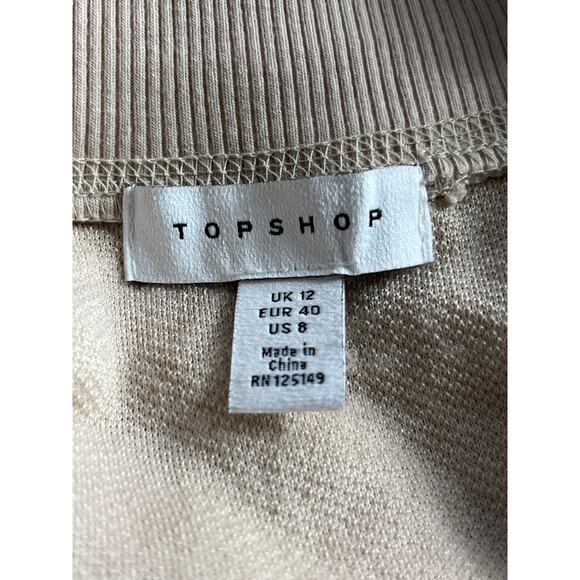 TOPSHOP
UK 12
EUR 40
US 8
Made in
China
RN125149